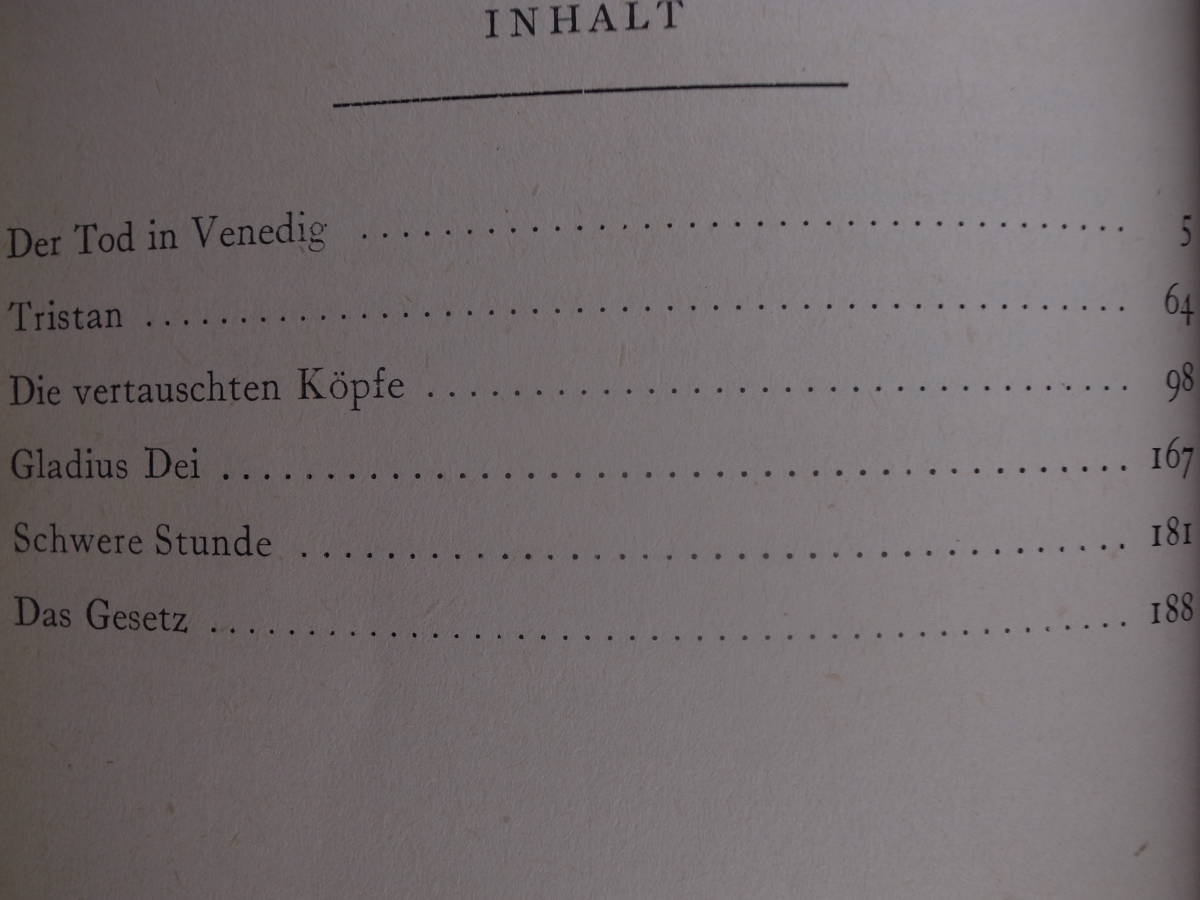 INHALT
Der Tod in Venedig . . . . . . . . . . . . . . . . . . . . . . . . . . . . . 5
Tristan . . . . . . . . . . . . . . . . . . . . . . . . . . . . . . . . . . . . . 64
Die vertauschten Köpfe . . . . . . . . . . . . . . . . . . . . . . . . . . 98
Gladius Dei . . . . . . . . . . . . . . . . . . . . . . . . . . . . . . . . . 167
Schwere Stunde . . . . . . . . . . . . . . . . . . . . . . . . . . . . . . 181
Das Gesetz . . . . . . . . . . . . . . . . . . . . . . . . . . . . . . . . . 188